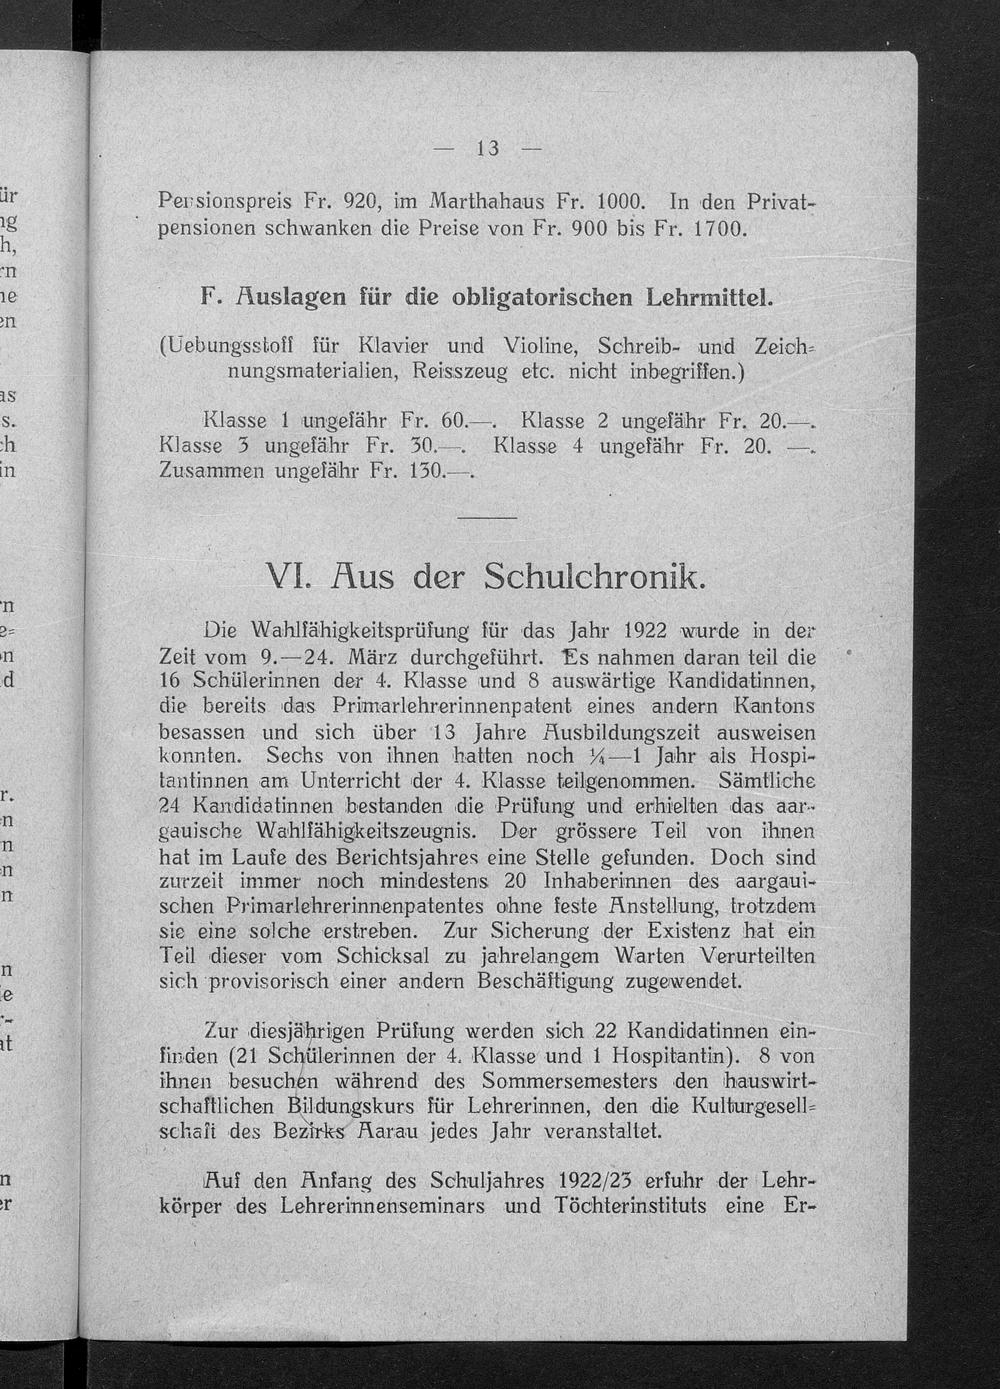 — 13 —
Pensionspreis Fr. 920, im Marthahaus Fr. 1000. In den Privat-
pensionen schwanken die Preise von Fr. 900 bis Fr. 1700.
F. Auslagen für die obligatorischen Lehrmittel.
(Uebungsstoff für Klavier und Violine, Schreib- und Zeich-
nungsmaterialien, Reisszeug etc. nicht inbegriffen.)
Klasse 1 ungefähr Fr. 60.—. Klasse 2 ungefähr Fr. 20.—.
Klasse 3 ungefähr Fr. 30.—. Klasse 4 ungefähr Fr. 20. —.
Zusammen ungefähr Fr. 130.—.
VI. Aus der Schulchronik.
Die Wahlfähigkeitsprüfung für das Jahr 1922 wurde in der
Zeit vom 9.—24. März durchgeführt. Es nahmen daran teil die
16 Schülerinnen der 4. Klasse und 8 auswärtige Kandidatinnen,
die bereits das Primarlehrerinnenpatent eines andern Kantons
besassen und sich über 13 Jahre Ausbildungszeit ausweisen
konnten. Sechs von ihnen hatten noch ¼—1 Jahr als Hospi-
tantinnen am Unterricht der 4. Klasse teilgenommen. Sämtliche
24 Kandidatinnen bestanden die Prüfung und erhielten das aar-
gauische Wahlfähigkeitszeugnis. Der grössere Teil von ihnen
hat im Laufe des Berichtsjahres eine Stelle gefunden. Doch sind
zurzeit immer noch mindestens 20 Inhaberinnen des aargaui-
schen Primarlehrerinnenpatentes ohne feste Anstellung, trotzdem
sie eine solche erstreben. Zur Sicherung der Existenz hat ein
Teil dieser vom Schicksal zu jahrelangem Warten Verurteilten
sich provisorisch einer andern Beschäftigung zugewendet.
Zur diesjährigen Prüfung werden sich 22 Kandidatinnen ein-
finden (21 Schülerinnen der 4. Klasse und 1 Hospitantin). 8 von
ihnen besuchen während des Sommersemesters den hauswirt-
schaftlichen Bildungskurs für Lehrerinnen, den die Kulturgesell-
schaft des Bezirks Aarau jedes Jahr veranstaltet.
Auf den Anfang des Schuljahres 1922/23 erfuhr der Lehr-
körper des Lehrerinnenseminars und Töchterinstituts eine Er-